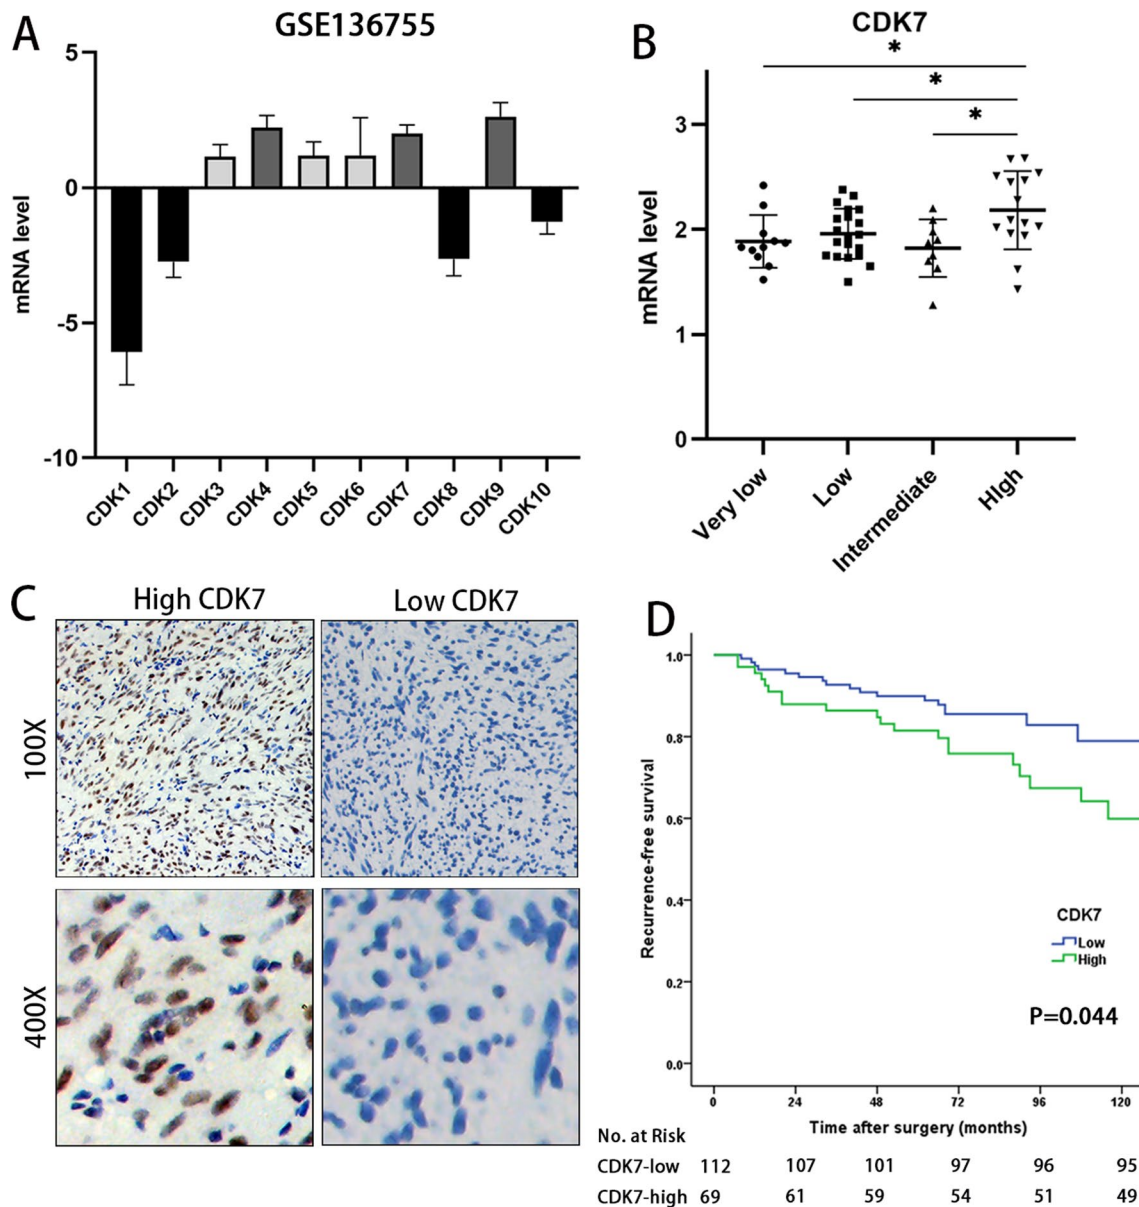 A
GSE136755
mRNA level
5
0
-5
-10
CDK1
CDK2
CDK3
CDK4
CDK5
CDK6
CDK7
CDK8
CDK9
CDK10
B
CDK7
*
*
*
mRNA level
3
2
1
0
Very low
Low
Intermediate
HIgh
C
High CDK7
Low CDK7
100X
400X
D
Recurrence-free survival
1.0
0.8
0.6
0.4
0.2
0.0
CDK7
Low
High
P=0.044
0 24 48 72 96 120
Time after surgery (months)
No. at Risk
CDK7-low 112 107 101 97 96 95
CDK7-high 69 61 59 54 51 49